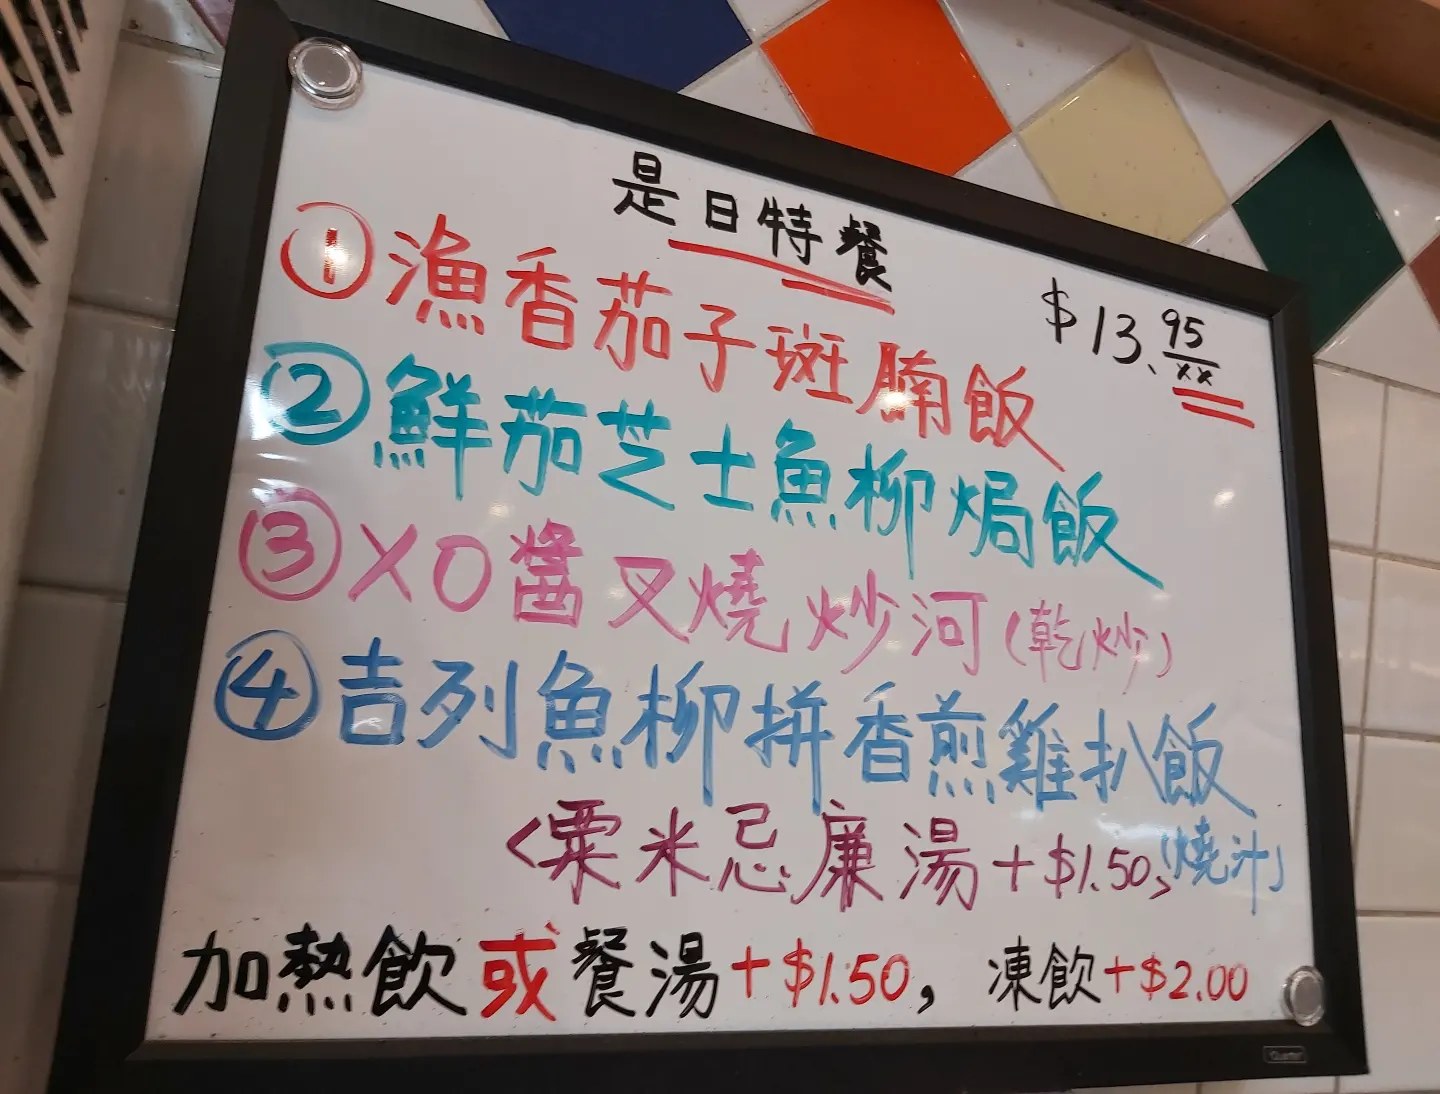 是日特餐
$13.95/xx
① 漁香茄子斑腩飯
② 鮮茄芝士魚柳焗飯
③ XO醬叉燒炒河(乾炒)
④ 吉列魚柳拼香煎雞扒飯
(燒汁)
<粟米忌廉湯+$1.50,
加熱飲或餐湯+$1.50, 凍飲+$2.00
Quartet